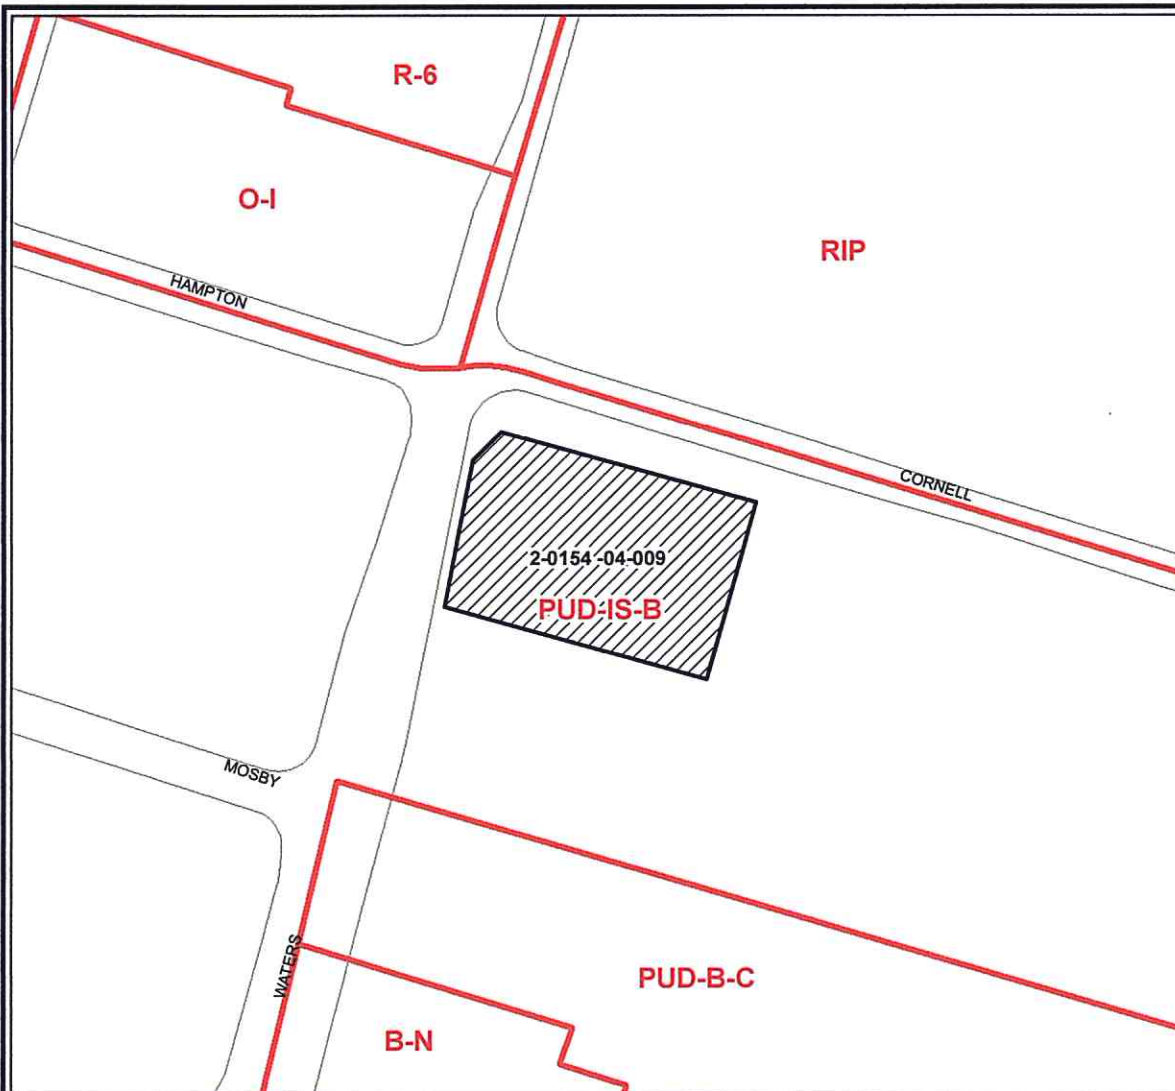 R-6
O-I
RIP
HAMPTON
CORNELL
2-0154 -04-009
PUD-IS-B
MOSBY
WATERS
PUD-B-C
B-N